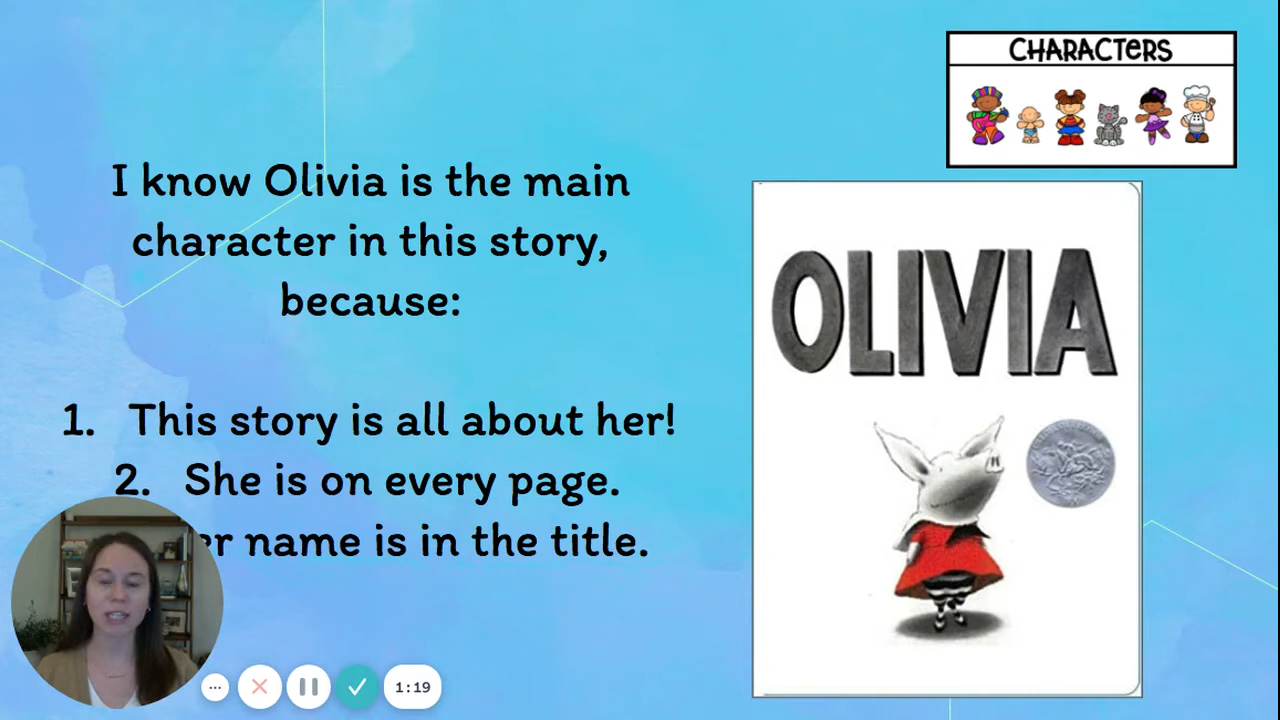 CHARACTERS
I know Olivia is the main
character in this story,
because:
1. This story is all about her!
2. She is on every page.
name is in the title.
OLIVIA
1:19